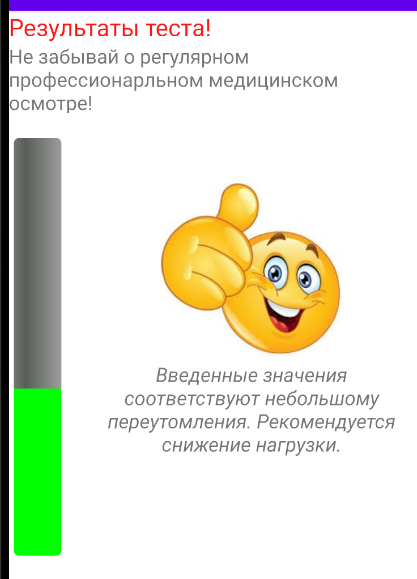 Результаты теста!
Не забывай о регулярном
профессионарльном медицинском
осмотре!
Введенные значения
соответствуют небольшому
переутомления. Рекомендуется
снижение нагрузки.